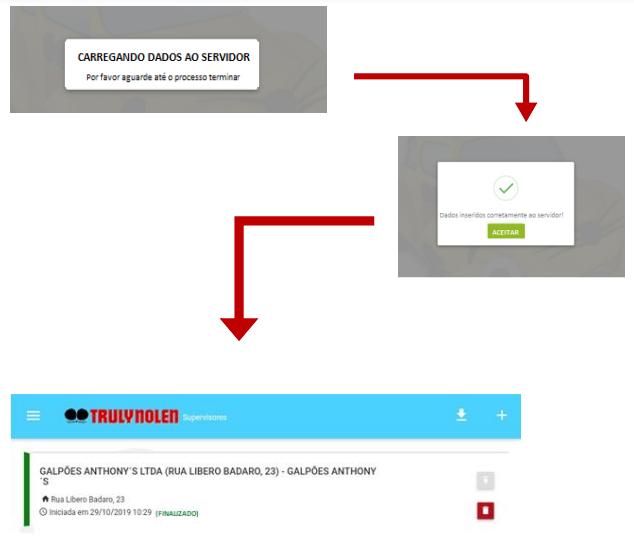 CARREGANDO DADOS AO SERVIDOR
Por favor aguarde até o processo terminar
Dados inseridos corretamente ao servidor!
ACEITAR
TRULY NOLEN Supervisores
GALPÕES ANTHONY´S LTDA (RUA LIBERO BADARO, 23) - GALPÕES ANTHONY
´S
Rua Libero Badaro, 23
Iniciada em 29/10/2019 10:29 (FINALIZADO)